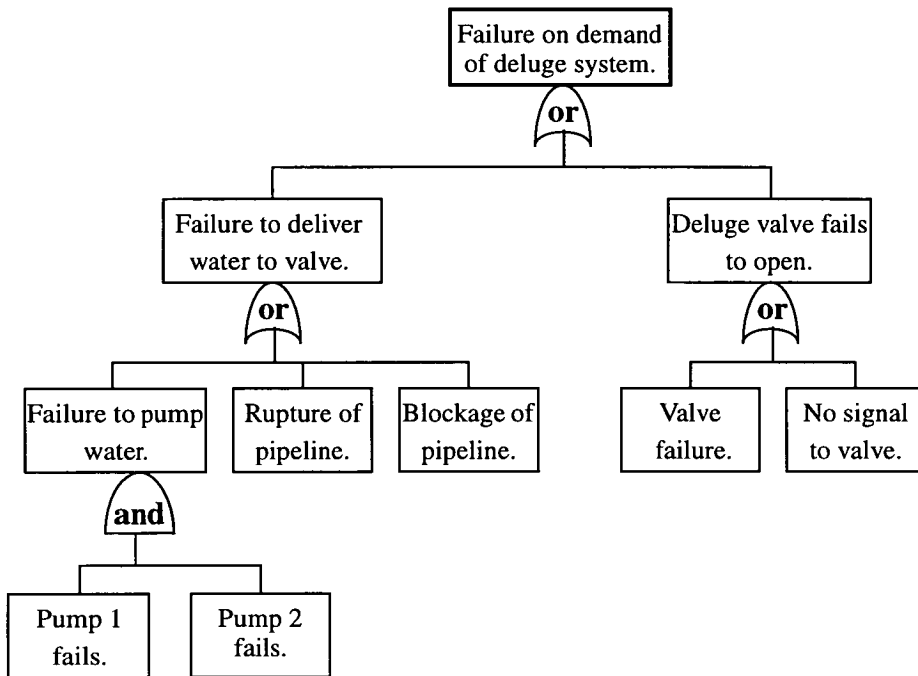 Failure on demand
of deluge system.
or
Failure to deliver
water to valve.
Deluge valve fails
to open.
or
or
Failure to pump
water.
Rupture of
pipeline.
Blockage of
pipeline.
Valve
failure.
No signal
to valve.
and
Pump 1
fails.
Pump 2
fails.